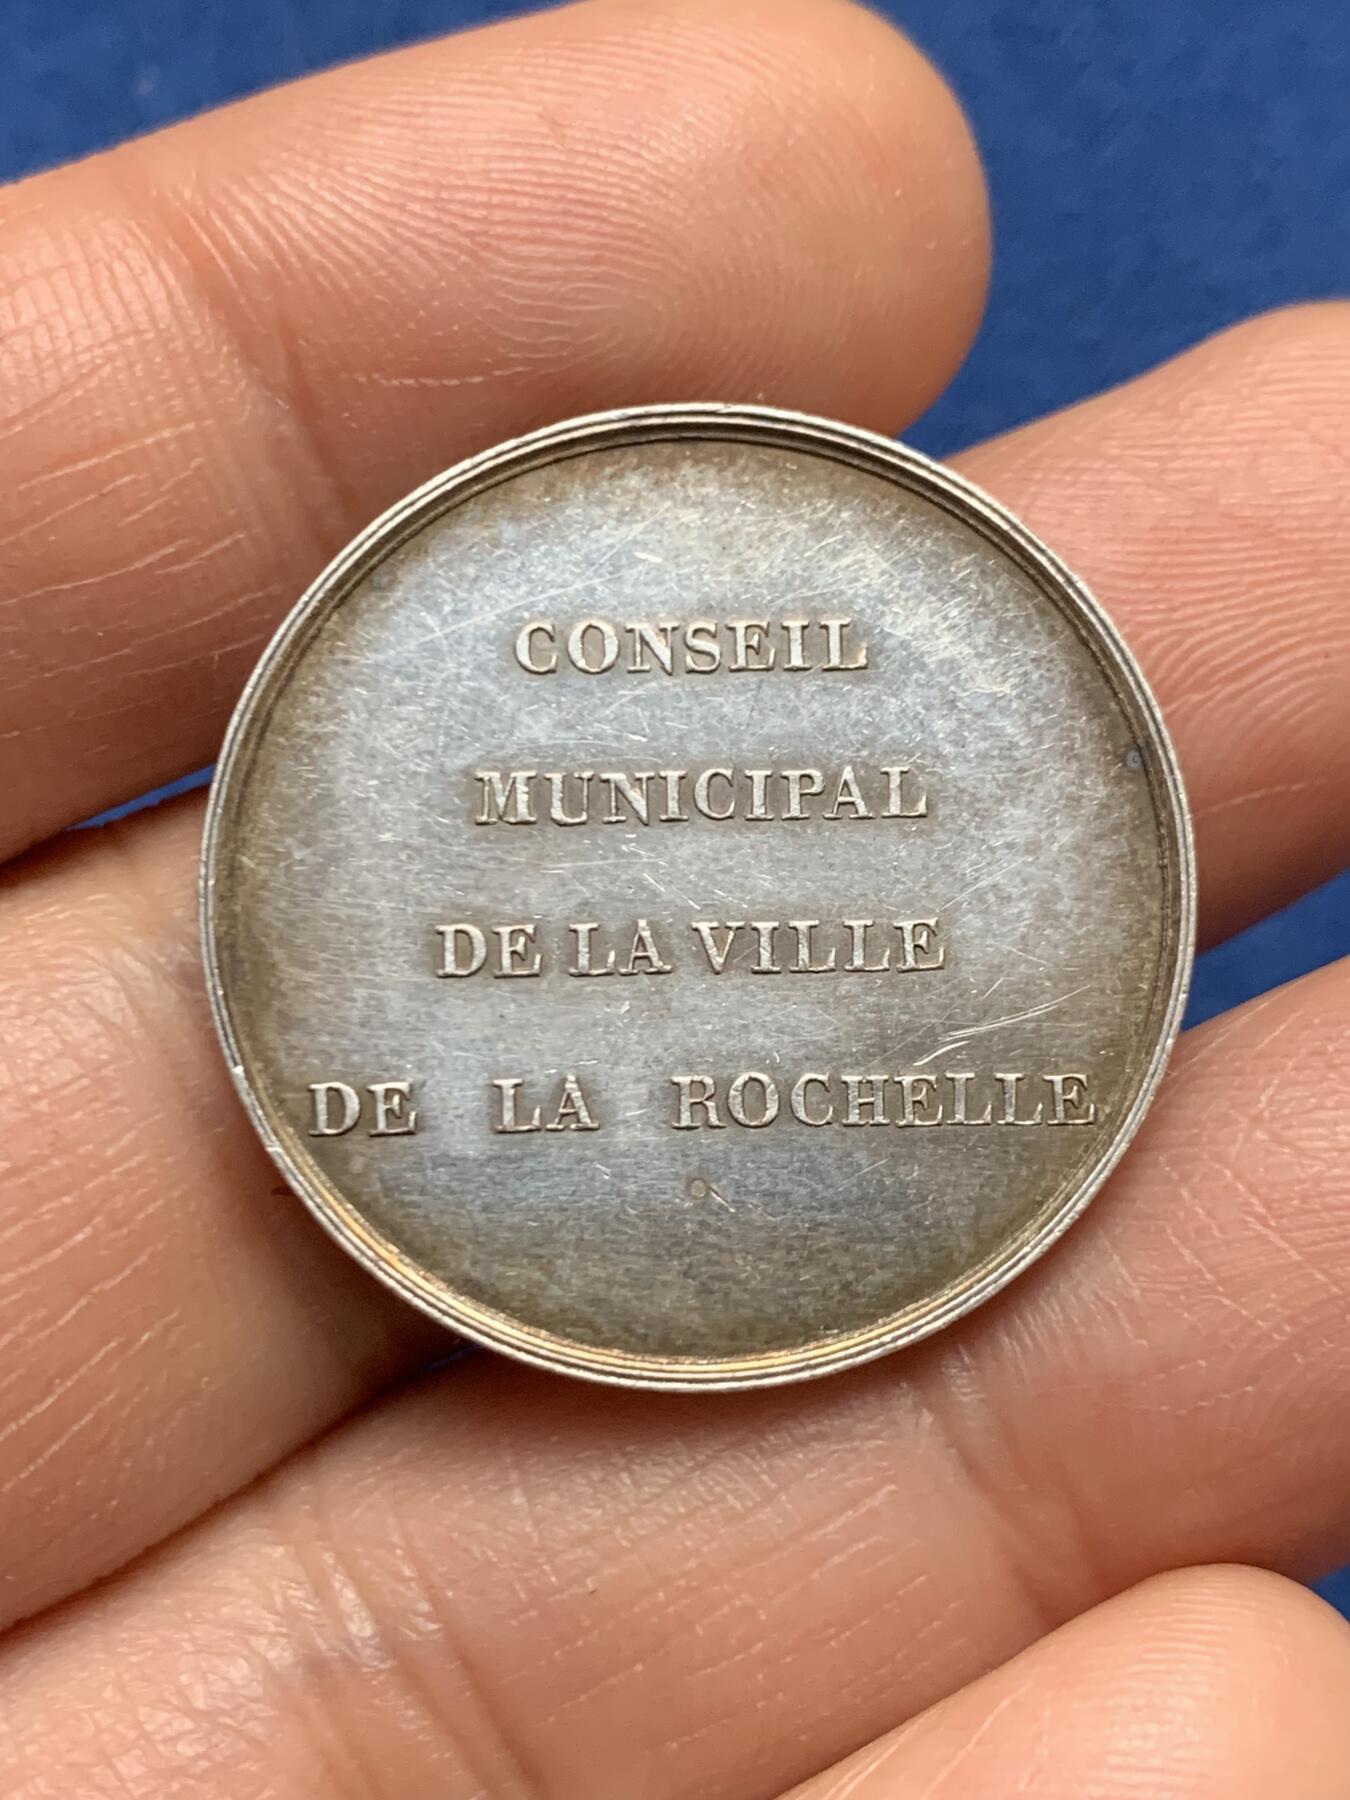 CONSEIL
MUNICIPAL
DE LA VILLE
DE LA ROCHELLE